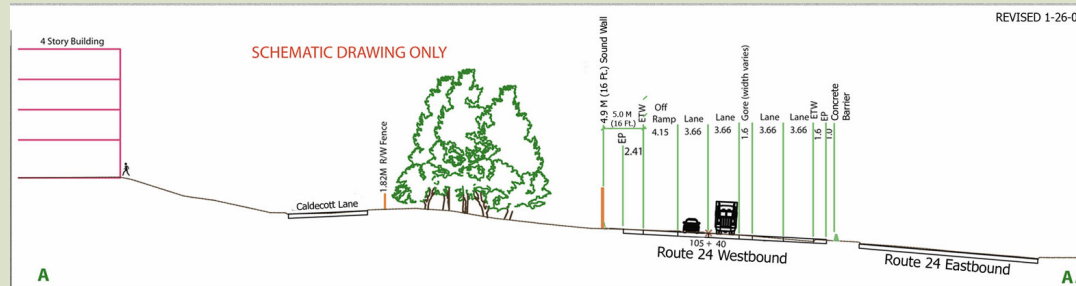 REVISED 1-26-0
4 Story Building
SCHEMATIC DRAWING ONLY
4.9 M (16 Ft.) Sound Wall
5.0 M
(16 Ft.)
ETW
EP
2.41
Off
Ramp
4.15
Lane
3.66
Lane
3.66
Gore (width varies)
1.6
Lane
3.66
Lane
3.66
ETW
1.6
EP
1.0
Concrete
Barrier
1.82M R/W Fence
Caldecott Lane
105 + 40
Route 24 Westbound
Route 24 Eastbound
A
A